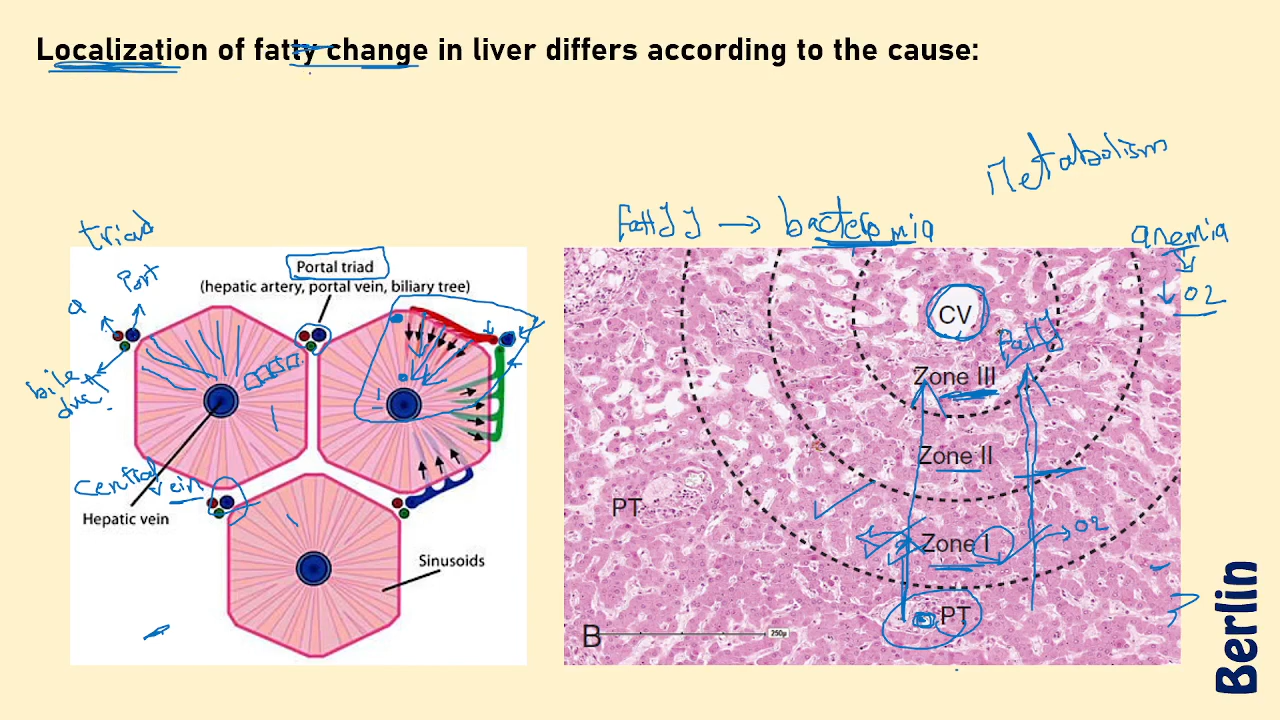 Localization of fatty change in liver differs according to the cause:
Metabolism
triad
Fatty → bacteremia
anemia
↓ O2
Port
a
bile
duct
Portal triad
(hepatic artery, portal vein, biliary tree)
Central vein
Hepatic vein
Sinusoids
CV
Fatty
Zone III
Zone II
PT
Zone I
O2
PT
B
250µ
Berlin